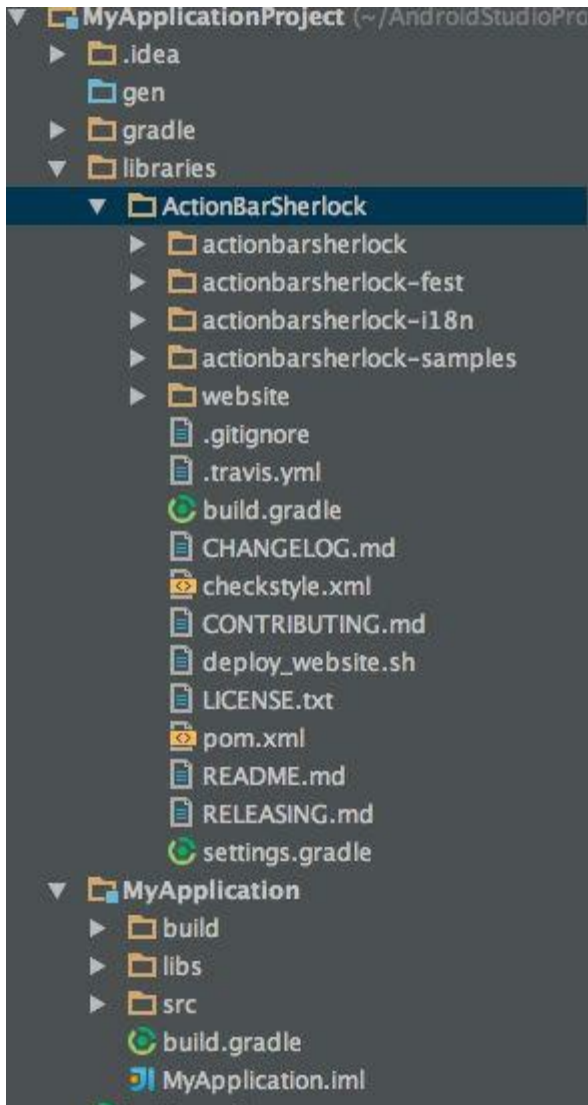 MyApplicationProject (~/AndroidStudioPro
.idea
gen
gradle
libraries
ActionBarSherlock
actionbarsherlock
actionbarsherlock-fest
actionbarsherlock-i18n
actionbarsherlock-samples
website
.gitignore
.travis.yml
build.gradle
CHANGELOG.md
checkstyle.xml
CONTRIBUTING.md
deploy_website.sh
LICENSE.txt
pom.xml
README.md
RELEASING.md
settings.gradle
MyApplication
build
libs
src
build.gradle
MyApplication.iml